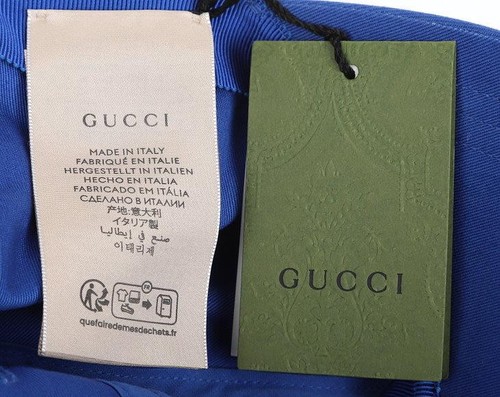 GUCCI
MADE IN ITALY
FABRIQUÉ EN ITALIE
HERGESTELLT IN ITALIEN
HECHO EN ITALIA
FABRICADO EM ITÁLIA
СДЕЛАНО В ИТАЛИИ
产地:意大利
イタリア製
صنع في إيطاليا
이태리제
FR
quefairedemesdechets.fr
GUCCI